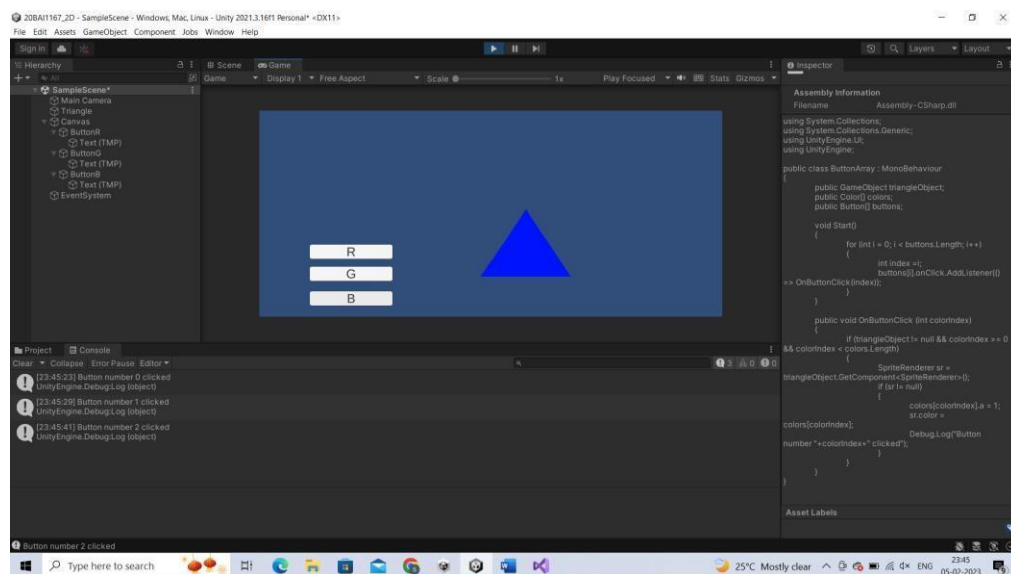 20BAI1167_2D - SampleScene - Windows, Mac, Linux - Unity 2021.3.16f1 Personal* <DX11>
File Edit Assets GameObject Component Jobs Window Help
Sign in
Layers
Layout
Hierarchy
All
SampleScene*
Main Camera
Triangle
Canvas
ButtonR
Text (TMP)
ButtonG
Text (TMP)
ButtonB
Text (TMP)
EventSystem
Scene
Game
Game
Display 1
Free Aspect
Scale
1x
Play Focused
Stats
Gizmos
R
G
B
Inspector
Assembly Information
Filename Assembly-CSharp.dll
using System.Collections;
using System.Collections.Generic;
using UnityEngine.UI;
using UnityEngine;
public class ButtonArray : MonoBehaviour
{
public GameObject triangleObject;
public Color[] colors;
public Button[] buttons;
void Start()
{
for (int i = 0; i < buttons.Length; i++)
{
int index =i;
buttons[i].onClick.AddListener(()
=> OnButtonClick(index));
}
}
public void OnButtonClick (int colorIndex)
{
if (triangleObject != null && colorIndex >= 0
&& colorIndex < colors.Length)
{
SpriteRenderer sr =
triangleObject.GetComponent<SpriteRenderer>();
if (sr != null)
{
colors[colorIndex].a = 1;
sr.color =
colors[colorIndex];
Debug.Log("Button
number "+colorIndex+" clicked");
}
}
}
}
Asset Labels
Project
Console
Clear
Collapse
Error Pause
Editor
3
0
0
[23:45:23] Button number 0 clicked
UnityEngine.Debug:Log (object)
[23:45:29] Button number 1 clicked
UnityEngine.Debug:Log (object)
[23:45:41] Button number 2 clicked
UnityEngine.Debug:Log (object)
Button number 2 clicked
Type here to search
25°C Mostly clear
ENG
23:45
05-02-2023